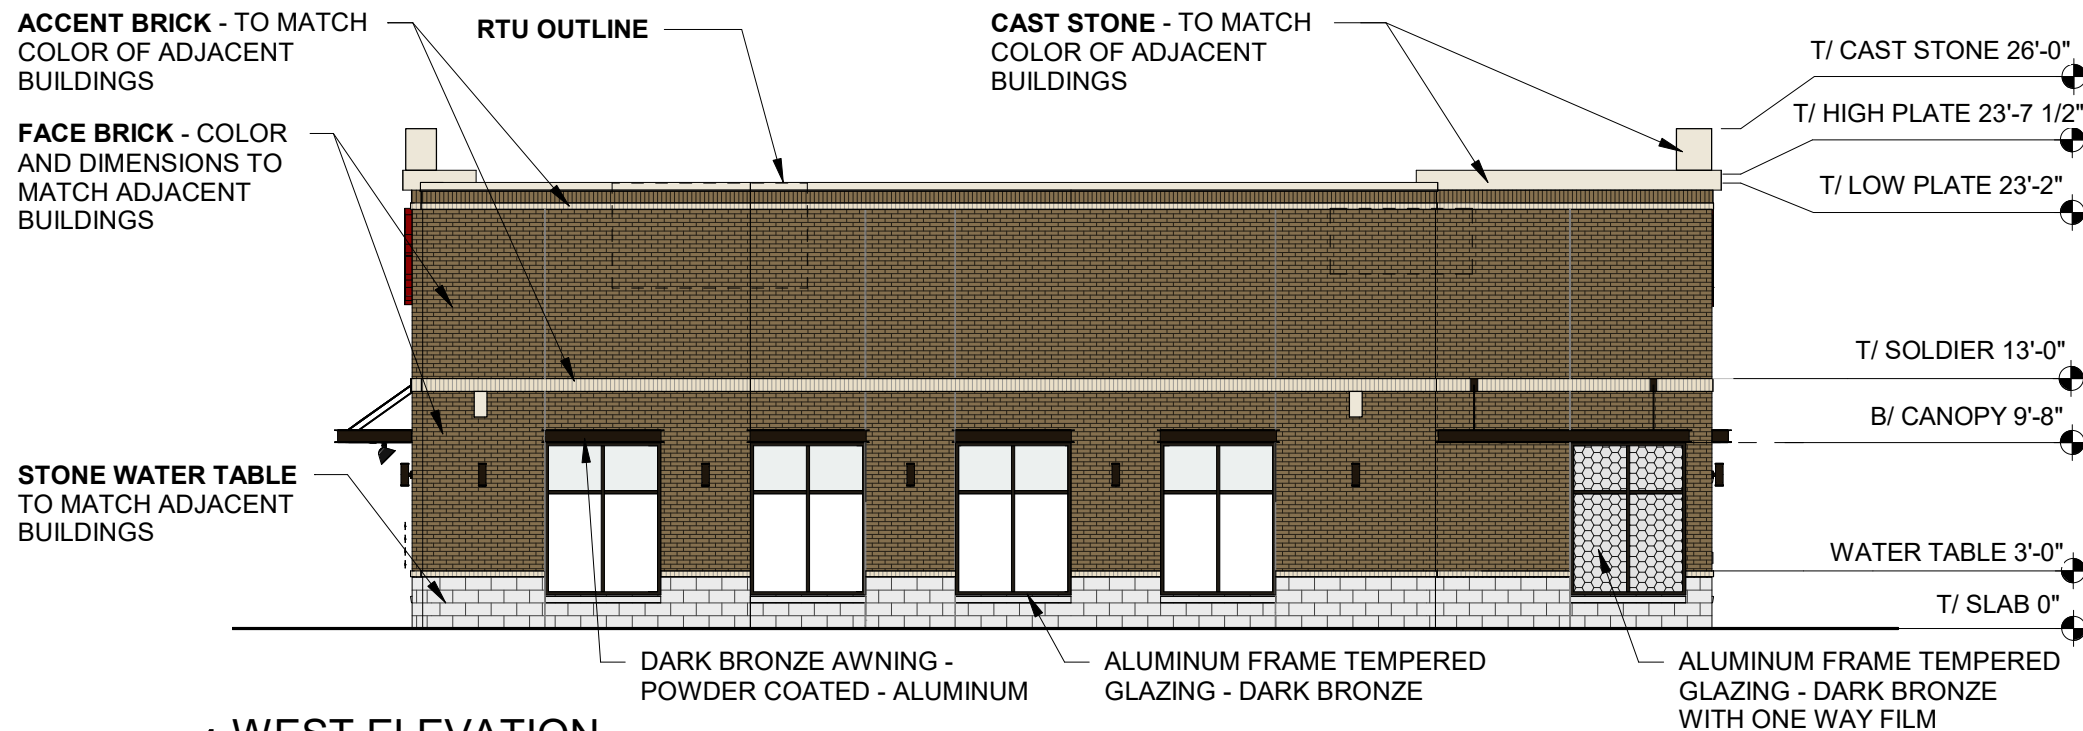 ACCENT BRICK - TO MATCH
COLOR OF ADJACENT
BUILDINGS
RTU OUTLINE
CAST STONE - TO MATCH
COLOR OF ADJACENT
BUILDINGS
T/ CAST STONE 26'-0"
T/ HIGH PLATE 23'-7 1/2"
T/ LOW PLATE 23'-2"
FACE BRICK - COLOR
AND DIMENSIONS TO
MATCH ADJACENT
BUILDINGS
T/ SOLDIER 13'-0"
B/ CANOPY 9'-8"
STONE WATER TABLE
TO MATCH ADJACENT
BUILDINGS
WATER TABLE 3'-0"
T/ SLAB 0"
DARK BRONZE AWNING -
POWDER COATED - ALUMINUM
ALUMINUM FRAME TEMPERED
GLAZING - DARK BRONZE
ALUMINUM FRAME TEMPERED
GLAZING - DARK BRONZE
WITH ONE WAY FILM
WEST ELEVATION